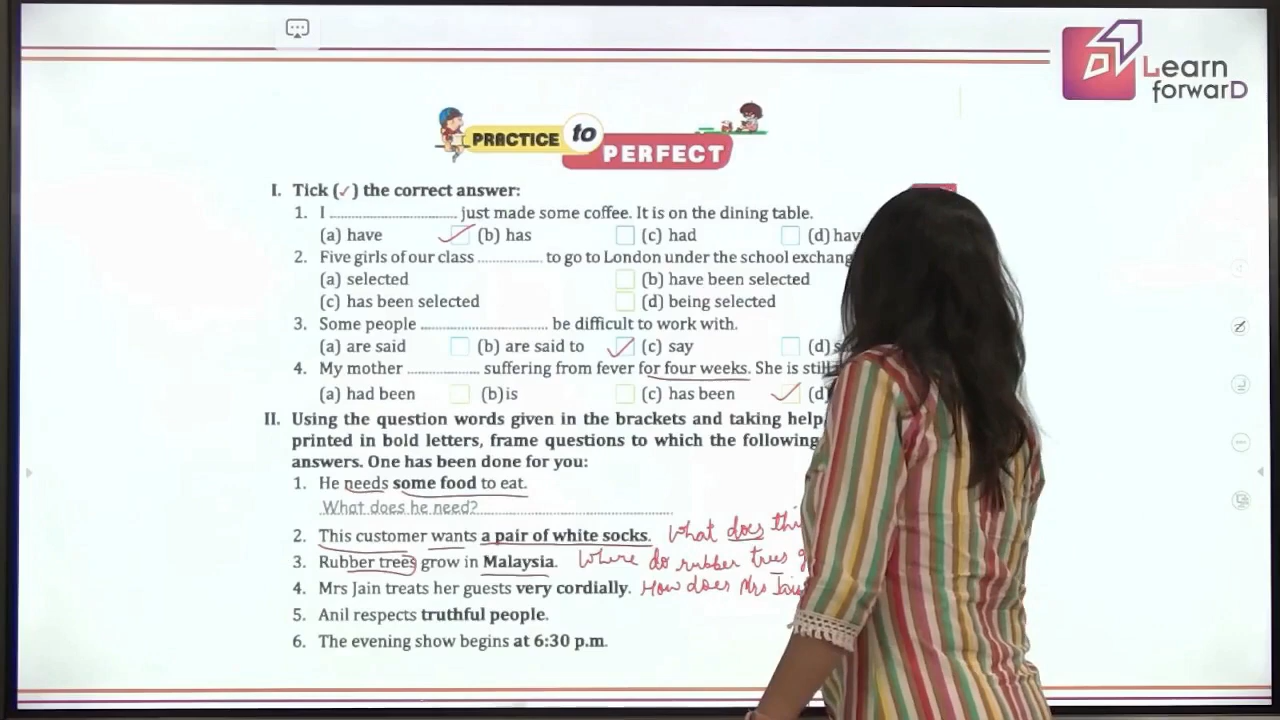 Learn
forwarD
PRACTICE to
PERFECT
I. Tick (✓) the correct answer:
1. I .............................. just made some coffee. It is on the dining table.
(a) have (b) has (c) had (d)
2. Five girls of our class ............... to go to London under the school
(a) selected (b) have been selected
(c) has been selected (d) being selected
3. Some people .............................. be difficult to work with.
(a) are said (b) are said to (c) say (d)
4. My mother ................. suffering from fever for four weeks. She is still
(a) had been (b)is (c) has been (d)
II. Using the question words given in the brackets and taking help
printed in bold letters, frame questions to which the following
answers. One has been done for you:
1. He needs some food to eat.
What does he need?
2. This customer wants a pair of white socks. What does
3. Rubber trees grow in Malaysia. Where do rubber trees
4. Mrs Jain treats her guests very cordially. How does Mrs
5. Anil respects truthful people.
6. The evening show begins at 6:30 p.m.